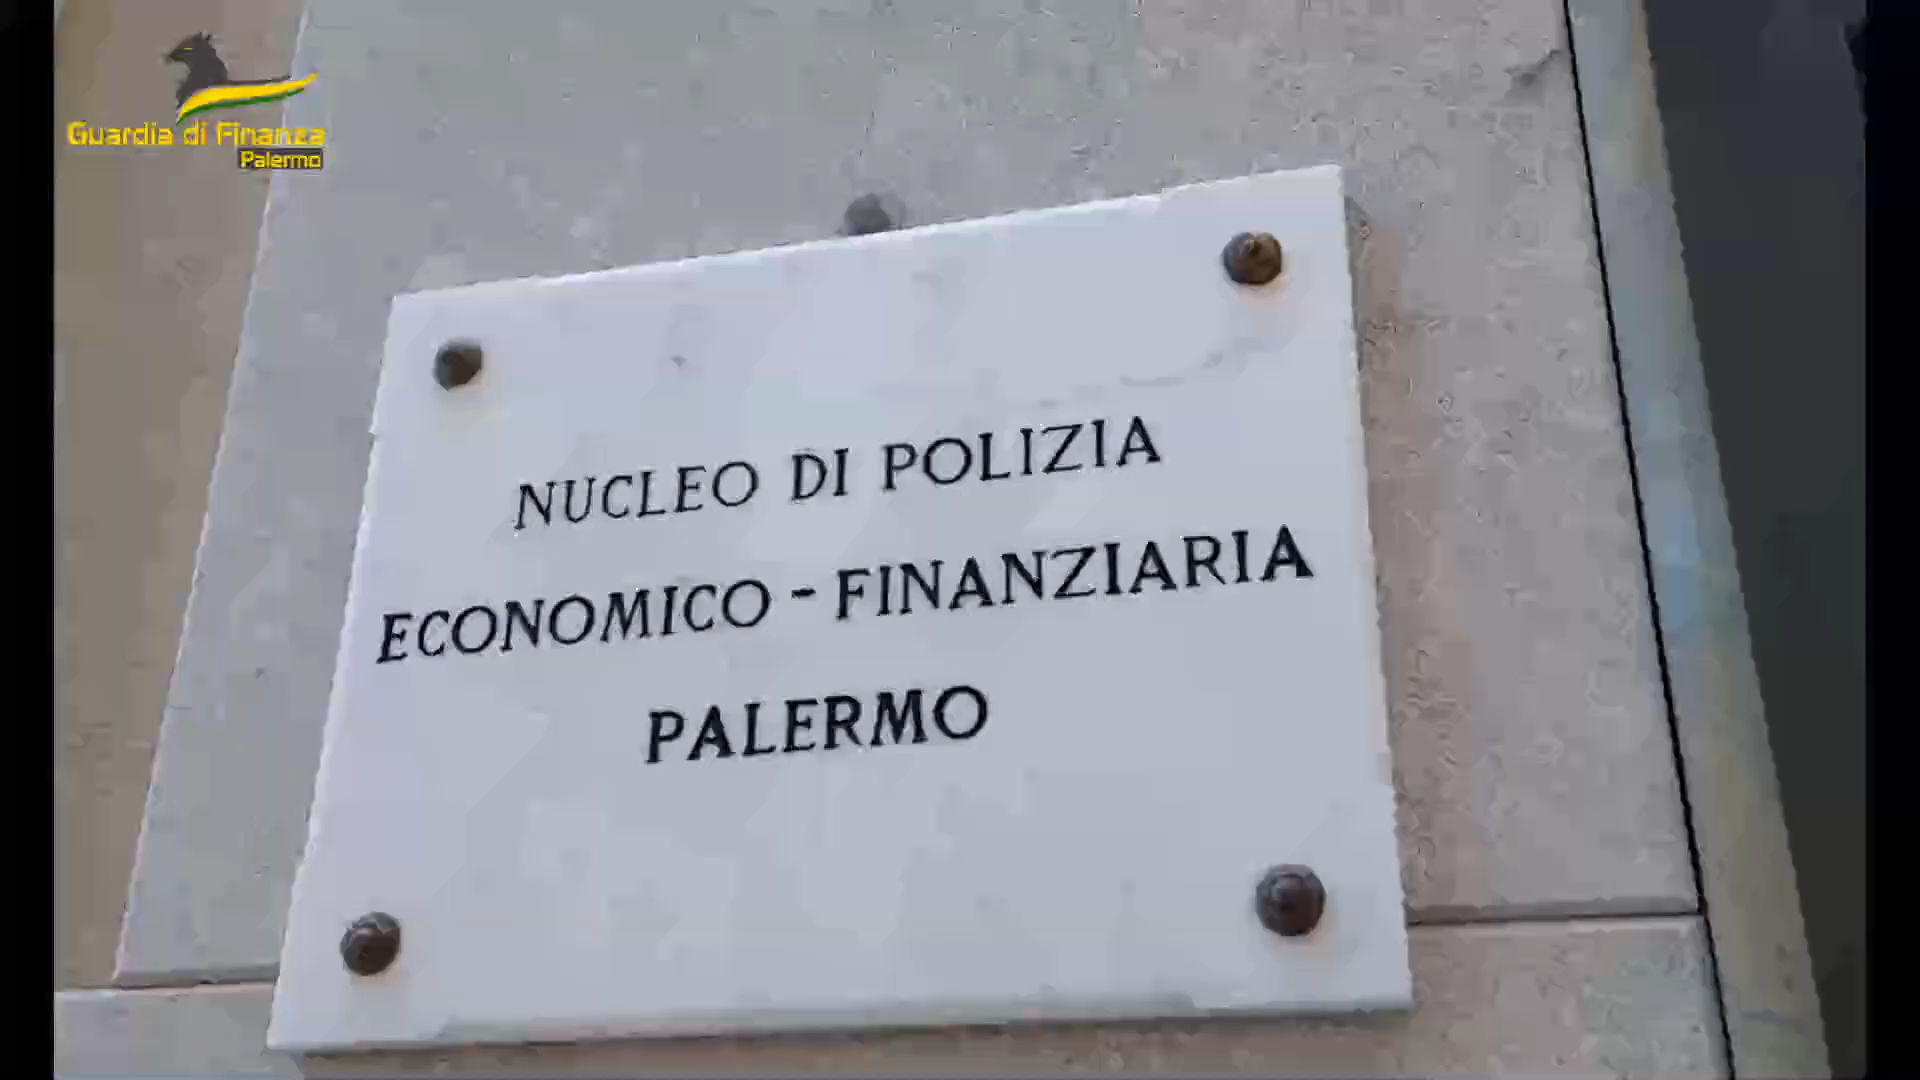 Guardia di Finanza
Palermo
NUCLEO DI POLIZIA
ECONOMICO - FINANZIARIA
PALERMO